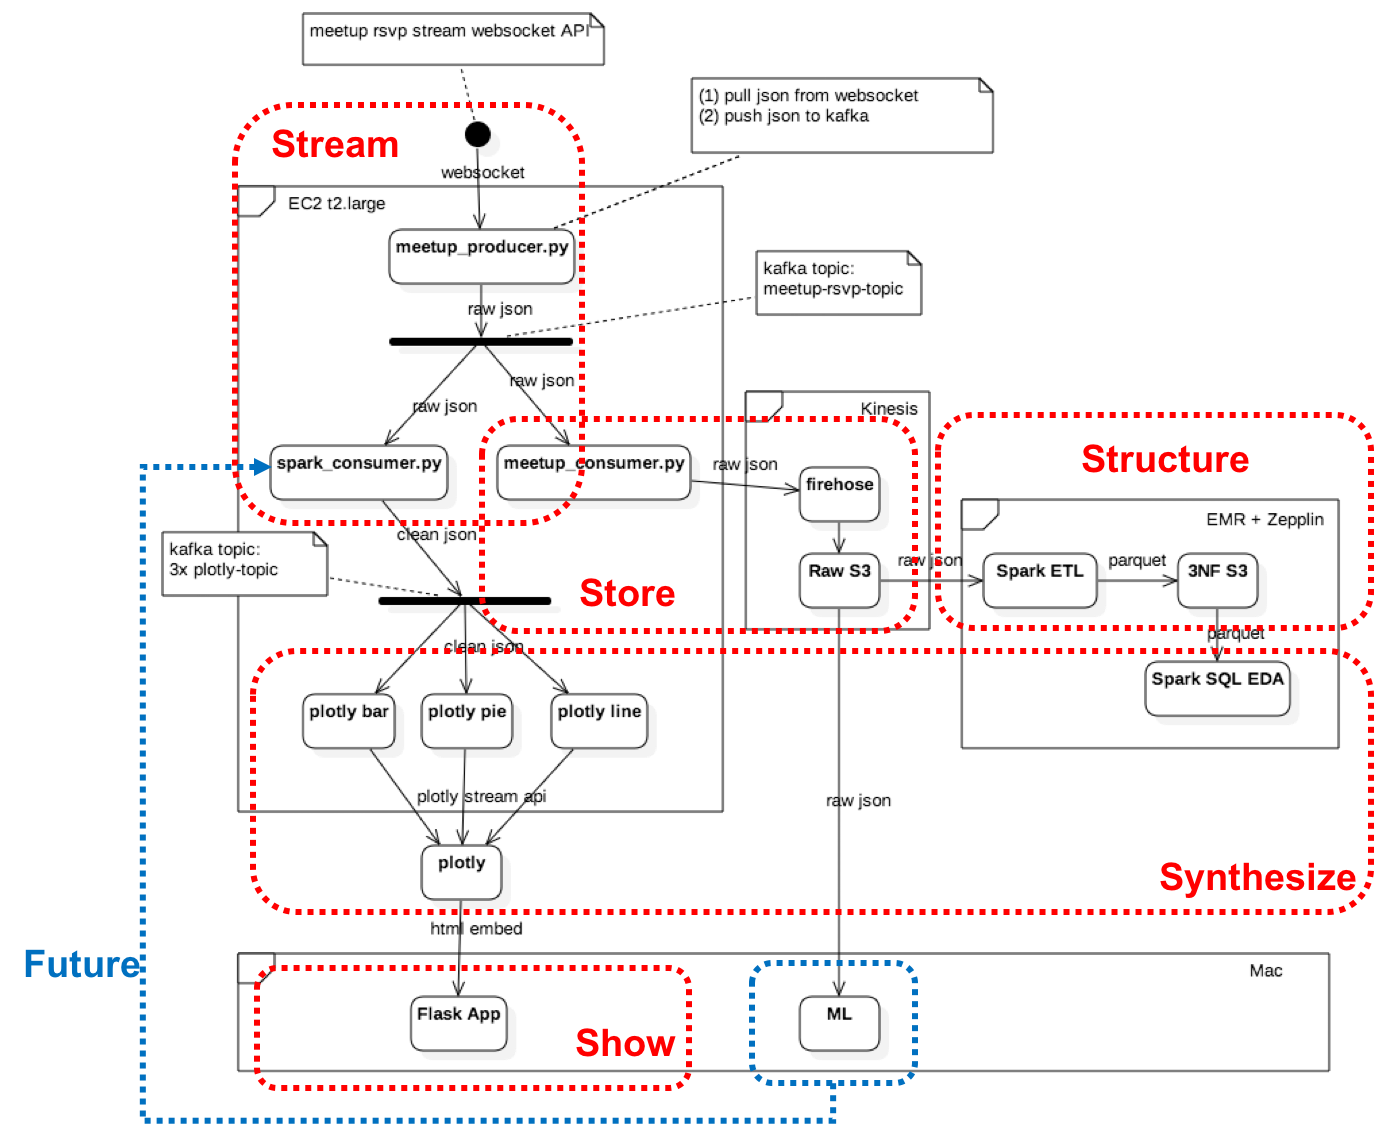 meetup rsvp stream websocket API
(1) pull json from websocket
(2) push json to kafka
Stream
websocket
EC2 t2.large
meetup_producer.py
kafka topic:
meetup-rsvp-topic
raw json
raw json
raw json
Kinesis
spark_consumer.py
meetup_consumer.py
raw json
firehose
Structure
EMR + Zepplin
clean json
kafka topic:
3x plotly-topic
Store
Raw S3
raw json
Spark ETL
parquet
3NF S3
parquet
clean json
Spark SQL EDA
plotly bar
plotly pie
plotly line
plotly stream api
raw json
plotly
Synthesize
html embed
Future
Mac
Flask App
ML
Show